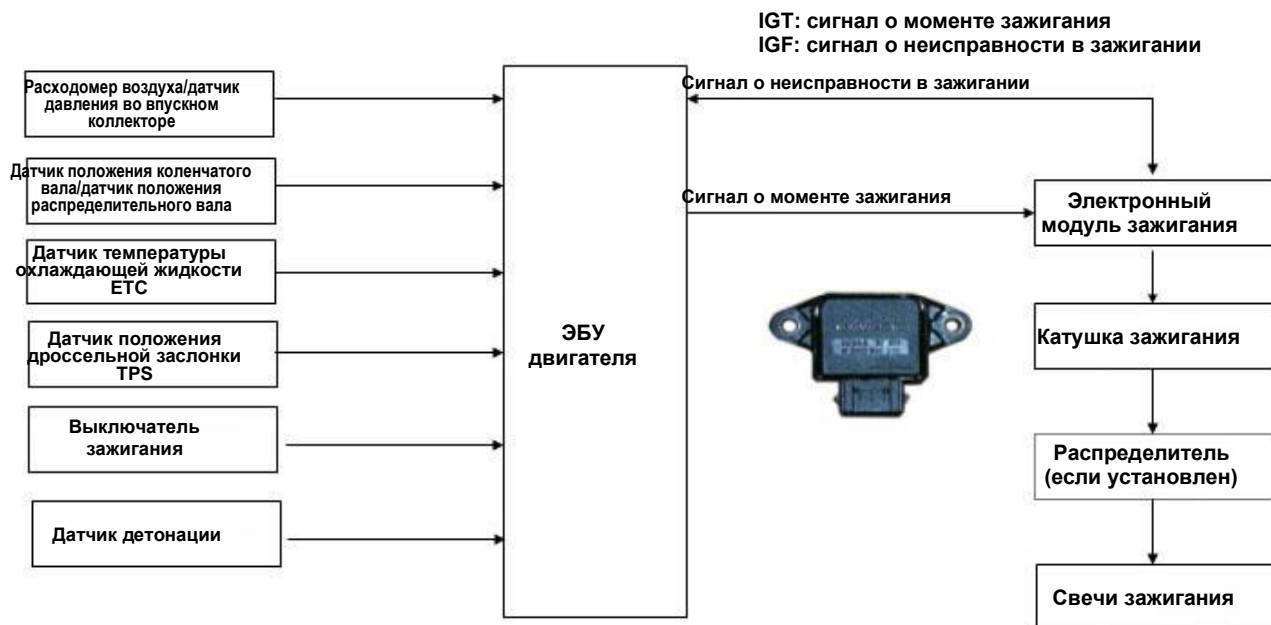 IGT: сигнал о моменте зажигания
IGF: сигнал о неисправности в зажигании
Расходомер воздуха/датчик
давления во впускном
коллекторе
Датчик положения коленчатого
вала/датчик положения
распределительного вала
Датчик температуры
охлаждающей жидкости
ETC
Датчик положения
дроссельной заслонки
TPS
Выключатель
зажигания
Датчик детонации
ЭБУ
двигателя
Сигнал о неисправности в зажигании
Сигнал о моменте зажигания
Электронный
модуль зажигания
Катушка зажигания
Распределитель
(если установлен)
Свечи зажигания